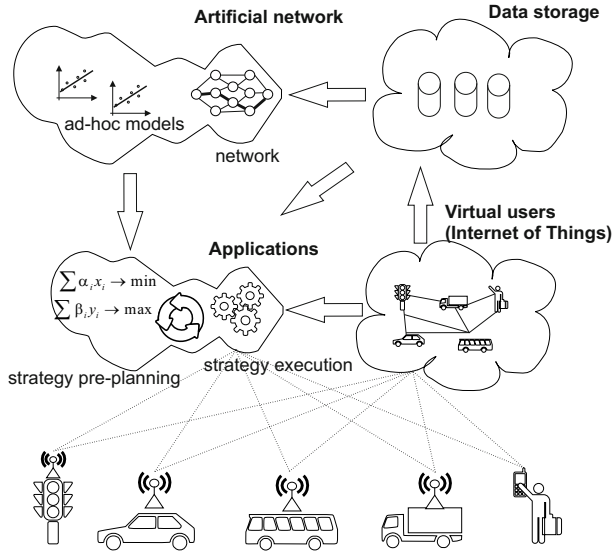 Artificial network
Data storage
ad-hoc models
network
Virtual users
(Internet of Things)
Applications
∑ αᵢxᵢ → min
∑ βᵢyᵢ → max
strategy pre-planning
strategy execution